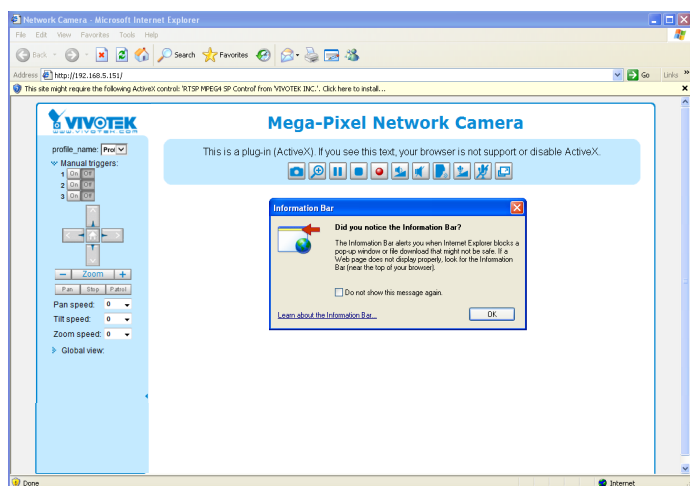 Network Camera - Microsoft Internet Explorer
File Edit View Favorites Tools Help
Back Search Favorites
Address http://192.168.5.151/ Go Links »
This site might require the following ActiveX control: 'RTSP MPEG4 SP Control' from 'VIVOTEK INC.'. Click here to install...
VIVOTEK
www.vivotek.com
Mega-Pixel Network Camera
This is a plug-in (ActiveX). If you see this text, your browser is not support or disable ActiveX.
profile_name: Pro
Manual triggers:
1 On Off
2 On Off
3 On Off
Zoom
Pan Stop Patrol
Pan speed: 0
Tilt speed: 0
Zoom speed: 0
Global view:
Information Bar
Did you notice the Information Bar?
The Information Bar alerts you when Internet Explorer blocks a
pop-up window or file download that might not be safe. If a
Web page does not display properly, look for the Information
Bar (near the top of your browser).
Do not show this message again.
Learn about the Information Bar...
OK
Done
Internet